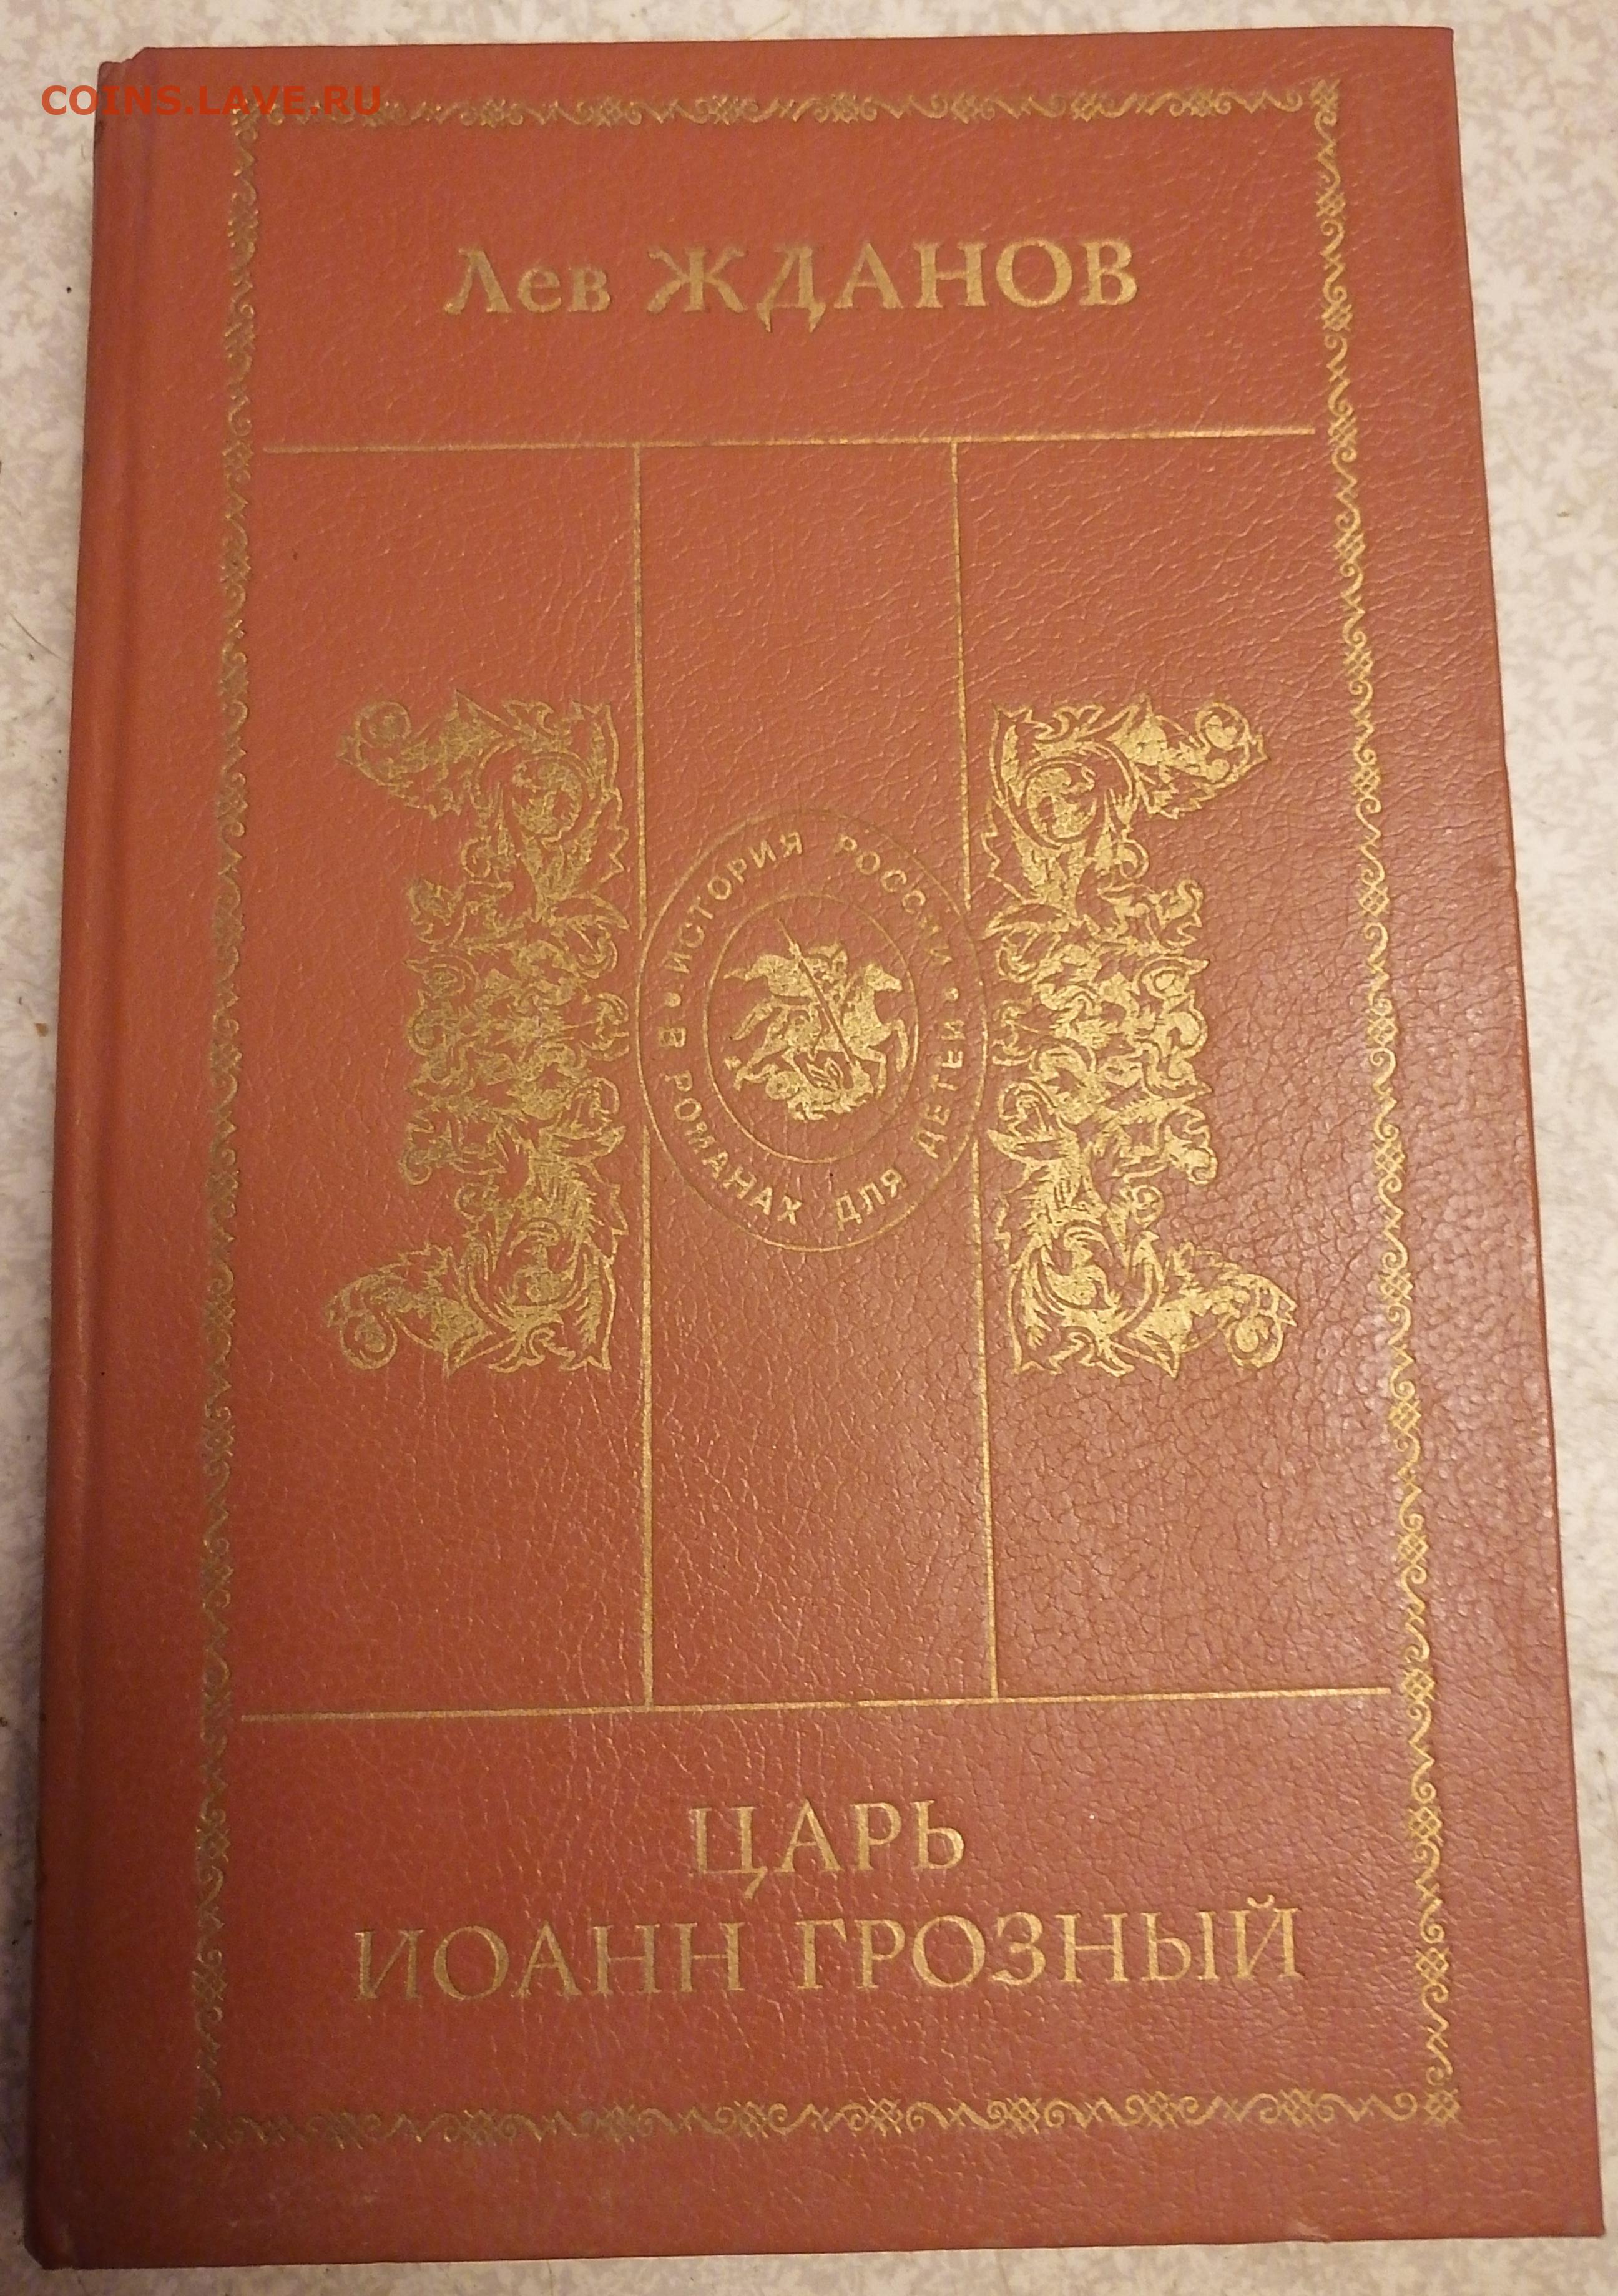 COINS.LAVE.RU
Лев ЖДАНОВ
• ИСТОРИЯ РОССИИ •
В РОМАНАХ ДЛЯ ДЕТЕЙ
ЦАРЬ
ИОАНН ГРОЗНЫЙ